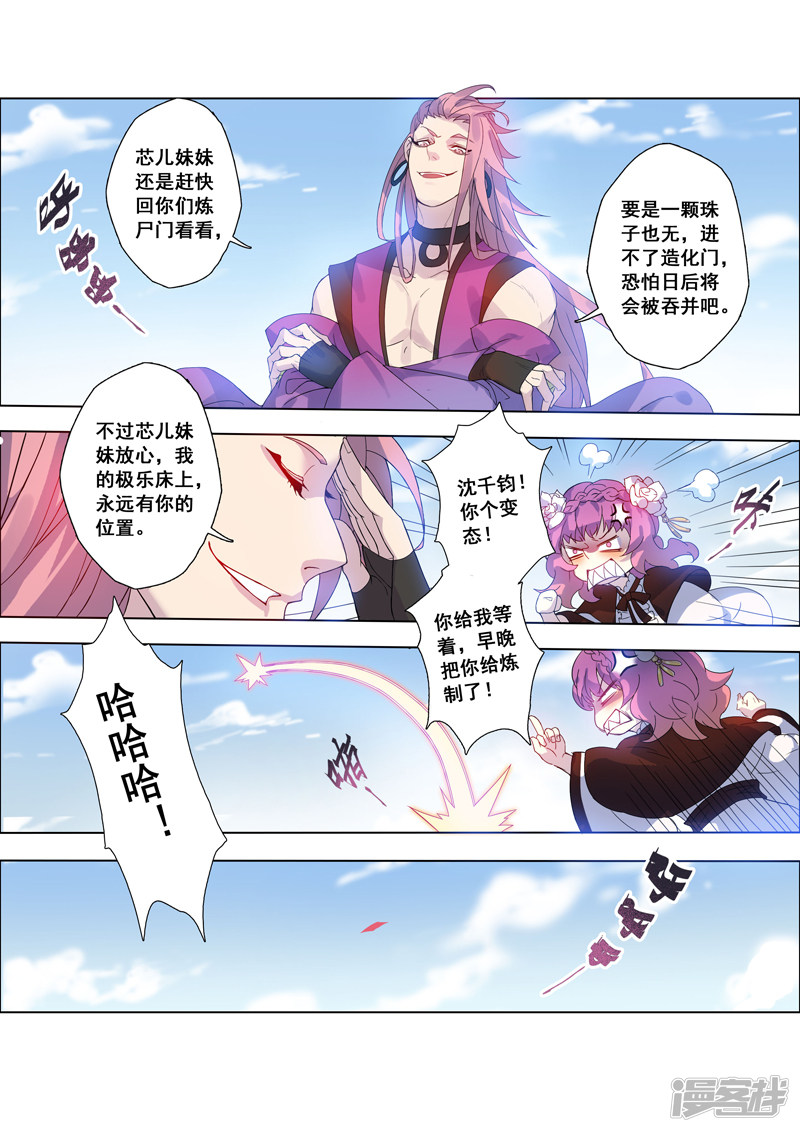 芯儿妹妹
还是赶快
回你们炼
尸门看看，
要是一颗珠
子也无，进
不了造化门，
恐怕日后将
会被吞并吧。
不过芯儿妹
妹放心，我
的极乐床上，
永远有你的
位置。
沈千钧！
你个变
态！
咔
你给我等
着，早晚
把你给炼
制了！
哈哈哈！
啪
漫客栈